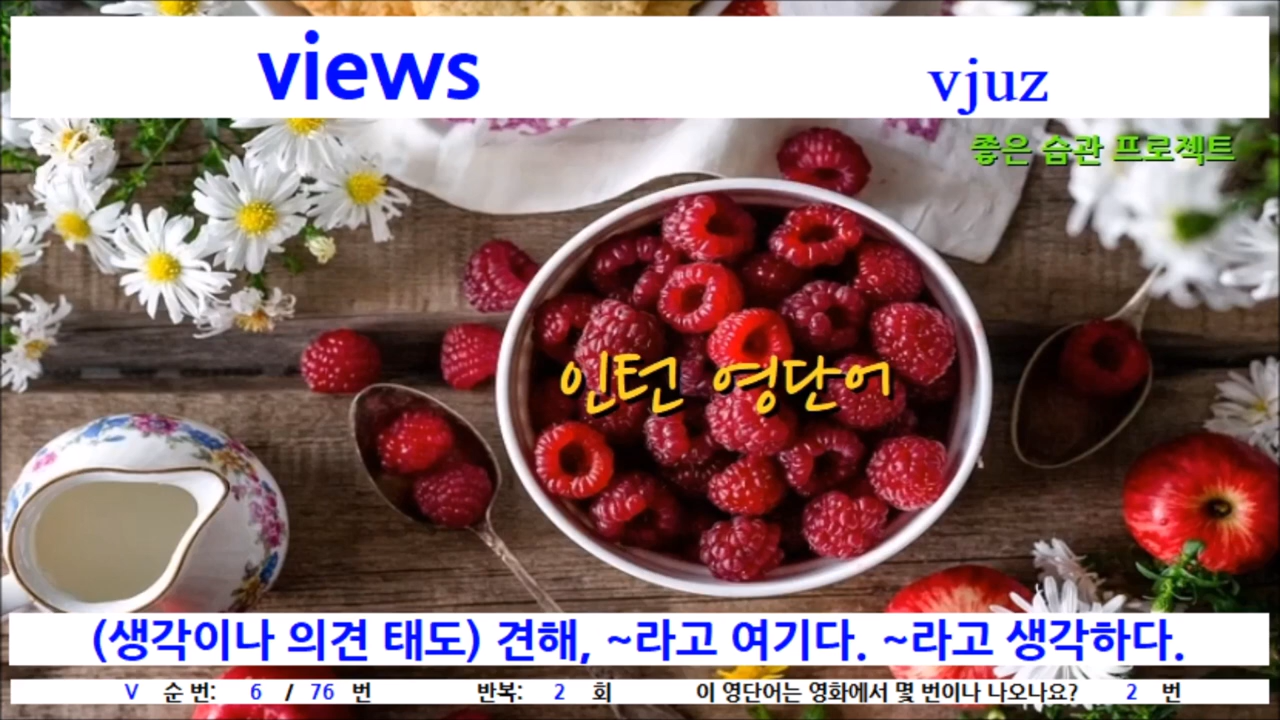 views vjuz
좋은 습관 프로젝트
인턴 영단어
(생각이나 의견 태도) 견해, ~라고 여기다. ~라고 생각하다.
V 순 번: 6 / 76 번 반복: 2 회 이 영단어는 영화에서 몇 번이나 나오나요? 2 번